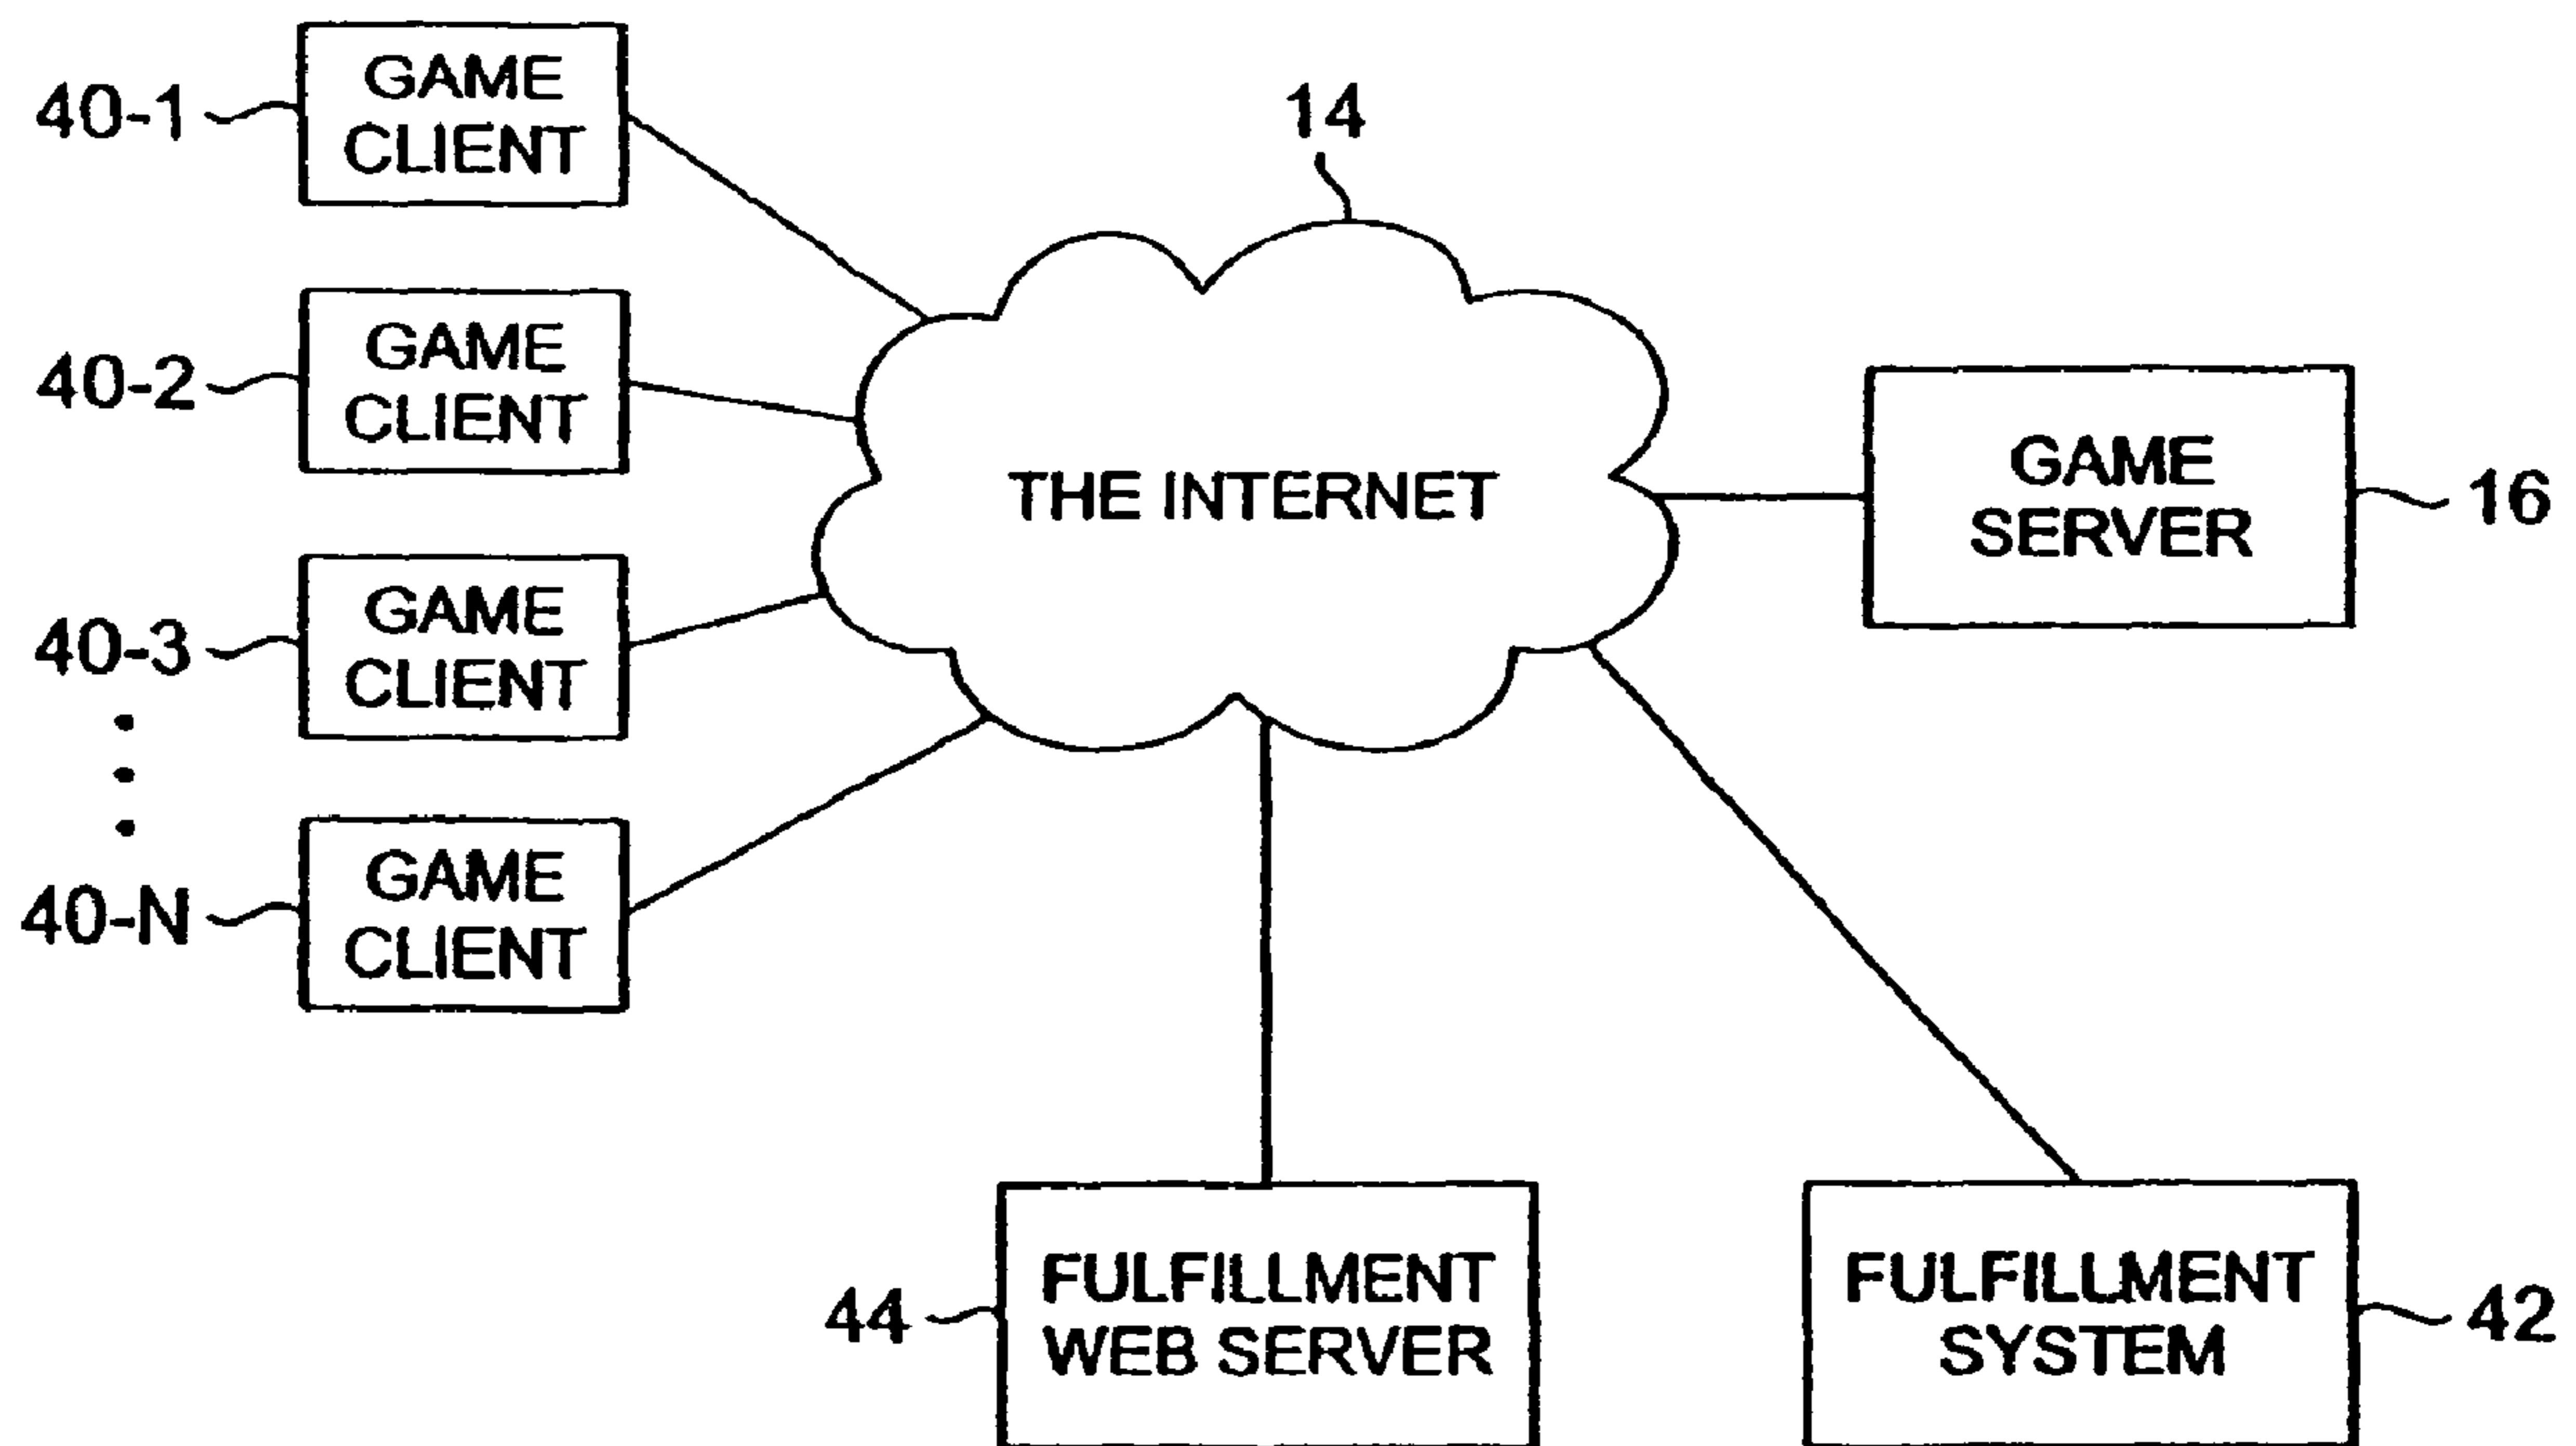 40-1
GAME
CLIENT
14
40-2
GAME
CLIENT
THE INTERNET
GAME
SERVER
16
40-3
GAME
CLIENT
40-N
GAME
CLIENT
44
FULFILLMENT
WEB SERVER
FULFILLMENT
SYSTEM
42